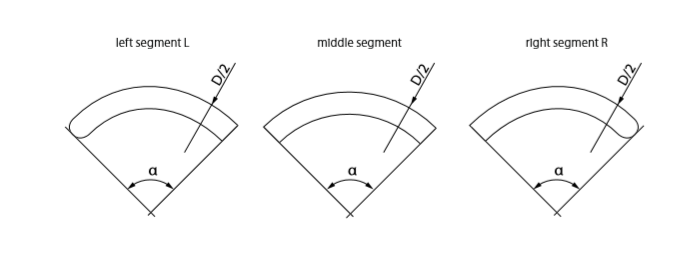 left segment L
middle segment
right segment R
D/2
D/2
D/2
α
α
α